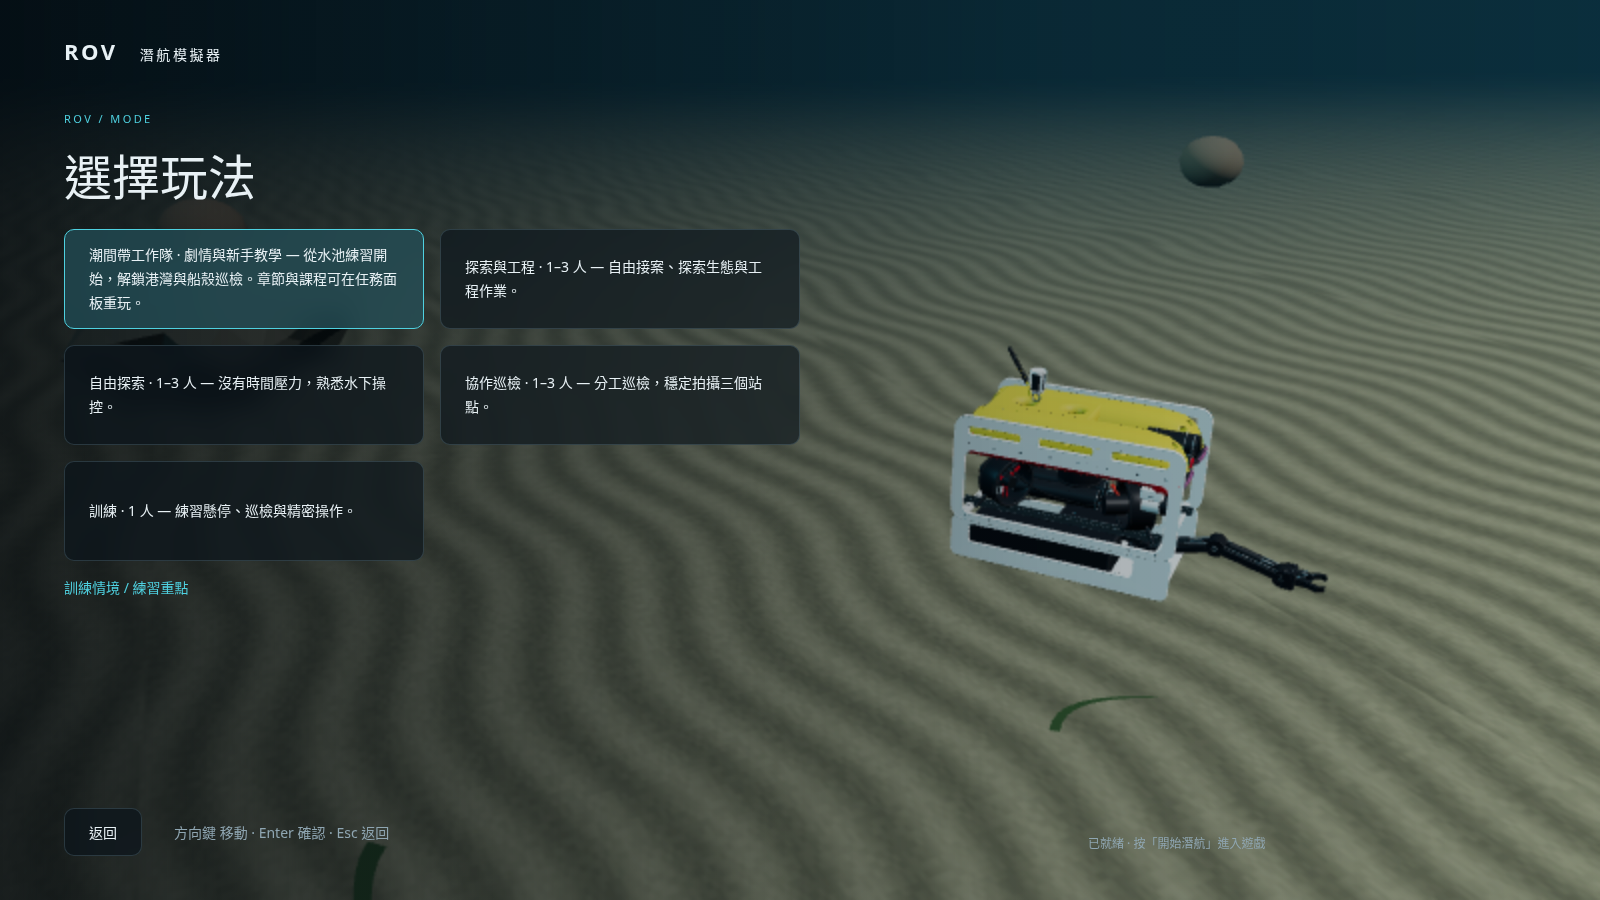 ROV 潛航模擬器
ROV / MODE
選擇玩法
潮間帶工作隊 · 劇情與新手教學 — 從水池練習開
始，解鎖港灣與船殼巡檢。章節與課程可在任務面
板重玩。
探索與工程 · 1–3 人 — 自由接案、探索生態與工
程作業。
自由探索 · 1–3 人 — 沒有時間壓力，熟悉水下操
控。
協作巡檢 · 1–3 人 — 分工巡檢，穩定拍攝三個站
點。
訓練 · 1 人 — 練習懸停、巡檢與精密操作。
訓練情境 / 練習重點
返回
方向鍵 移動 · Enter 確認 · Esc 返回
已就緒 · 按「開始潛航」進入遊戲